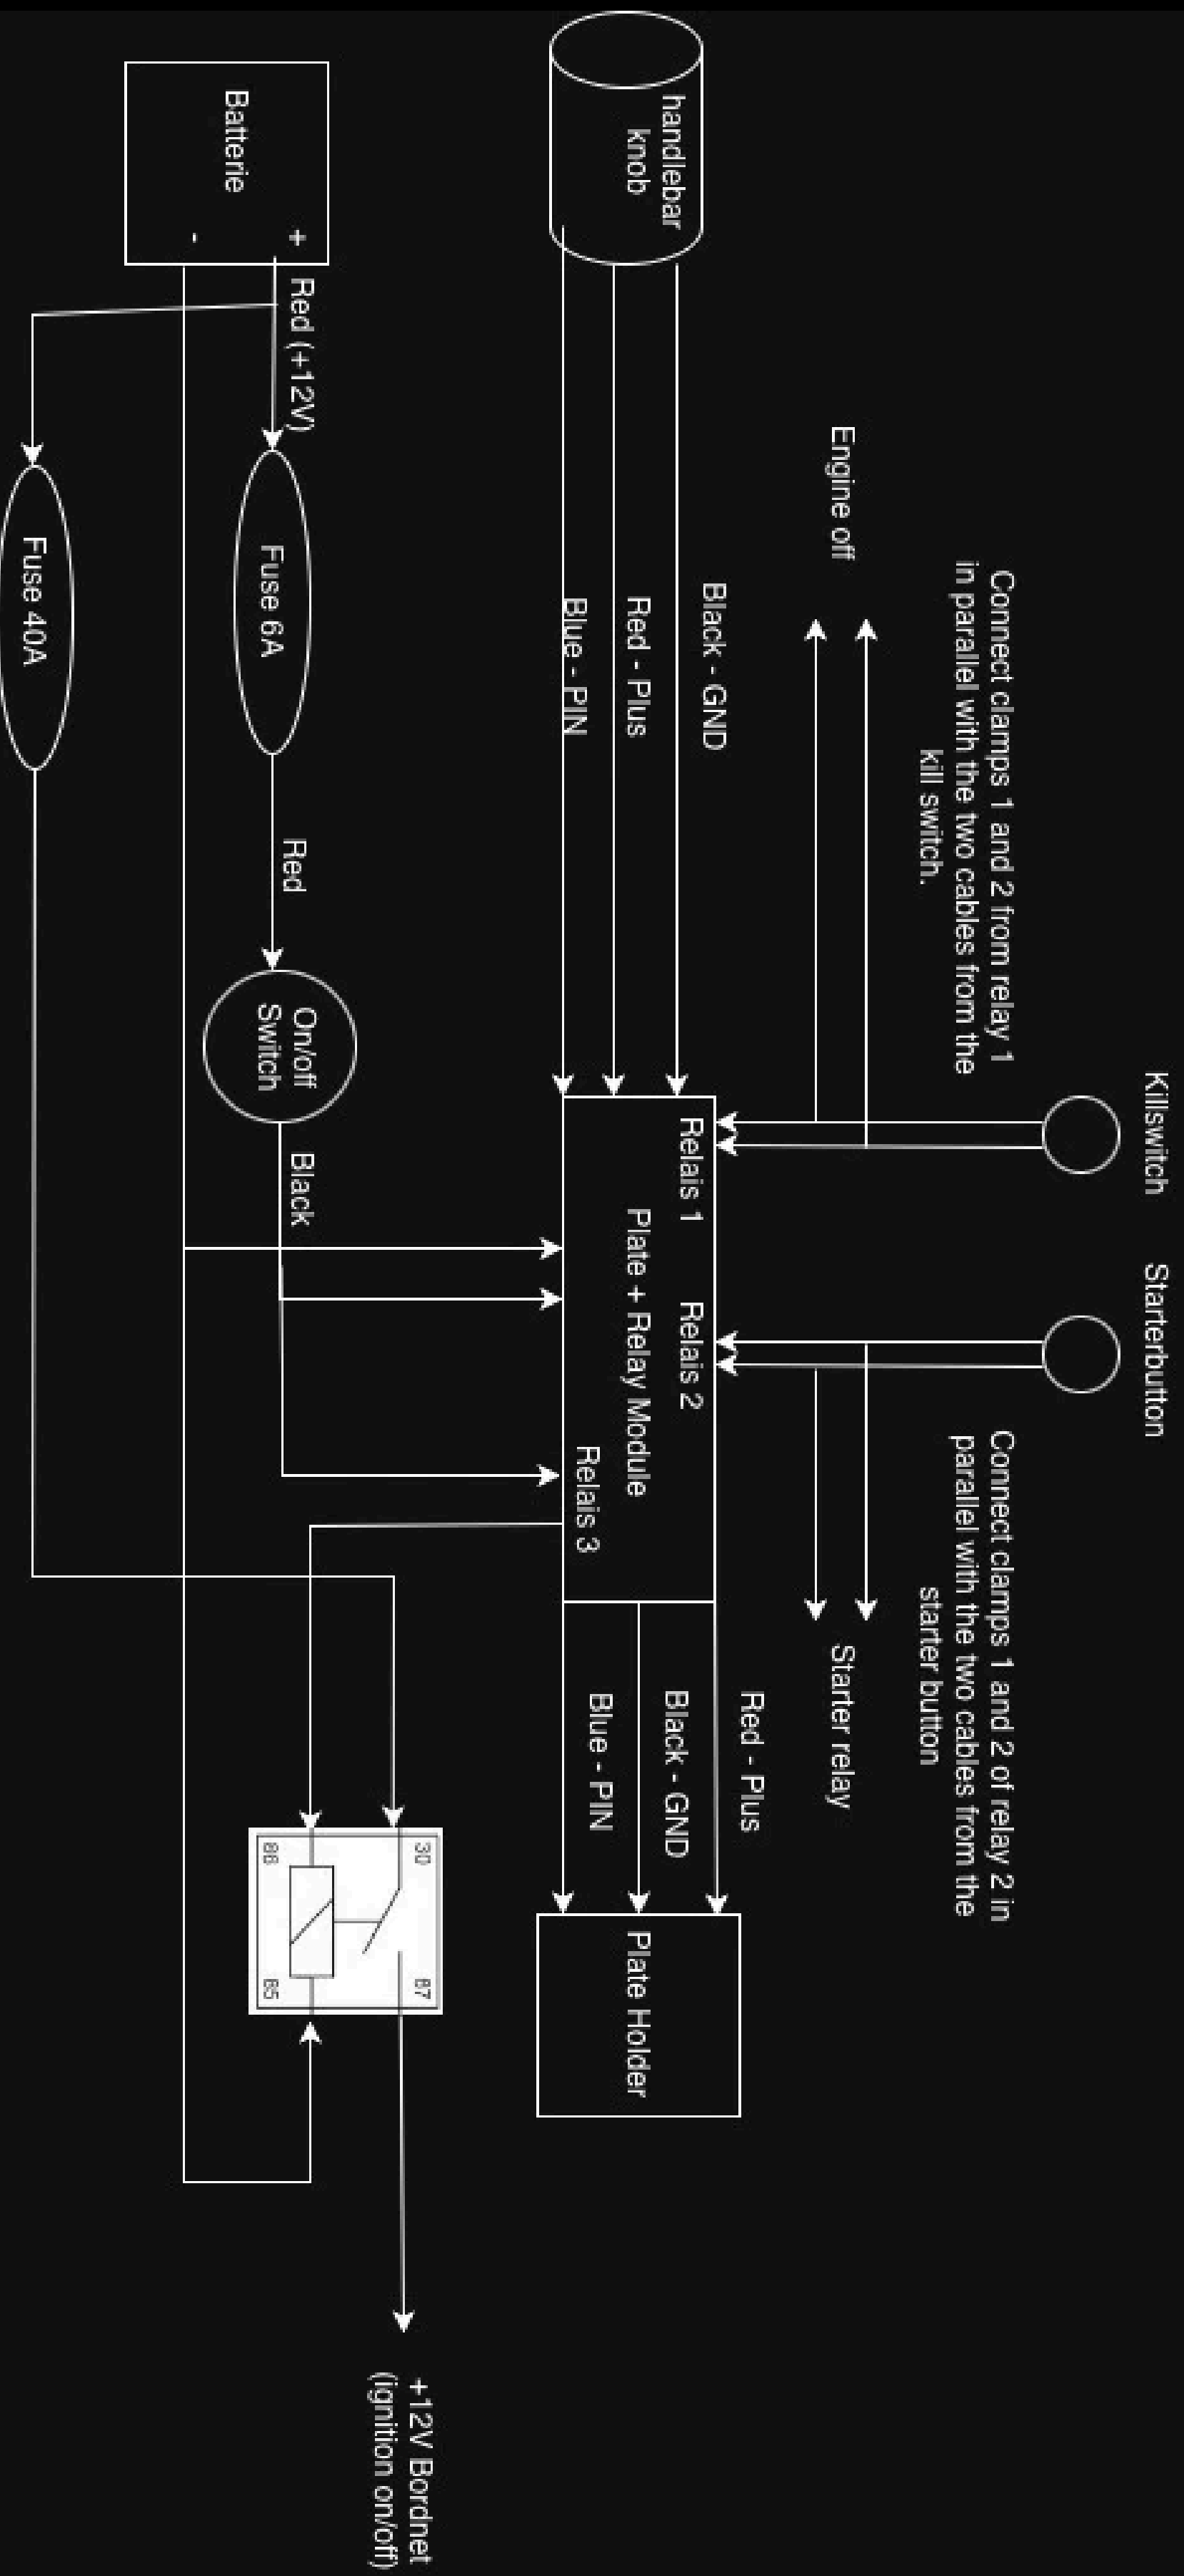 Killswitch
Starterbutton
Connect clamps 1 and 2 from relay 1
in parallel with the two cables from the
kill switch.
Connect clamps 1 and 2 of relay 2 in
parallel with the two cables from the
starter button
Engine off
Starter relay
handlebar
knob
Black - GND
Red - Plus
Blue - PIN
Relais 1
Relais 2
Plate + Relay Module
Relais 3
Red - Plus
Black - GND
Blue - PIN
Plate Holder
Batterie
+
-
Red (+12V)
Fuse 6A
Red
On/off
Switch
Black
Fuse 40A
30
87
86
85
+12V Bordnet
(ignition on/off)